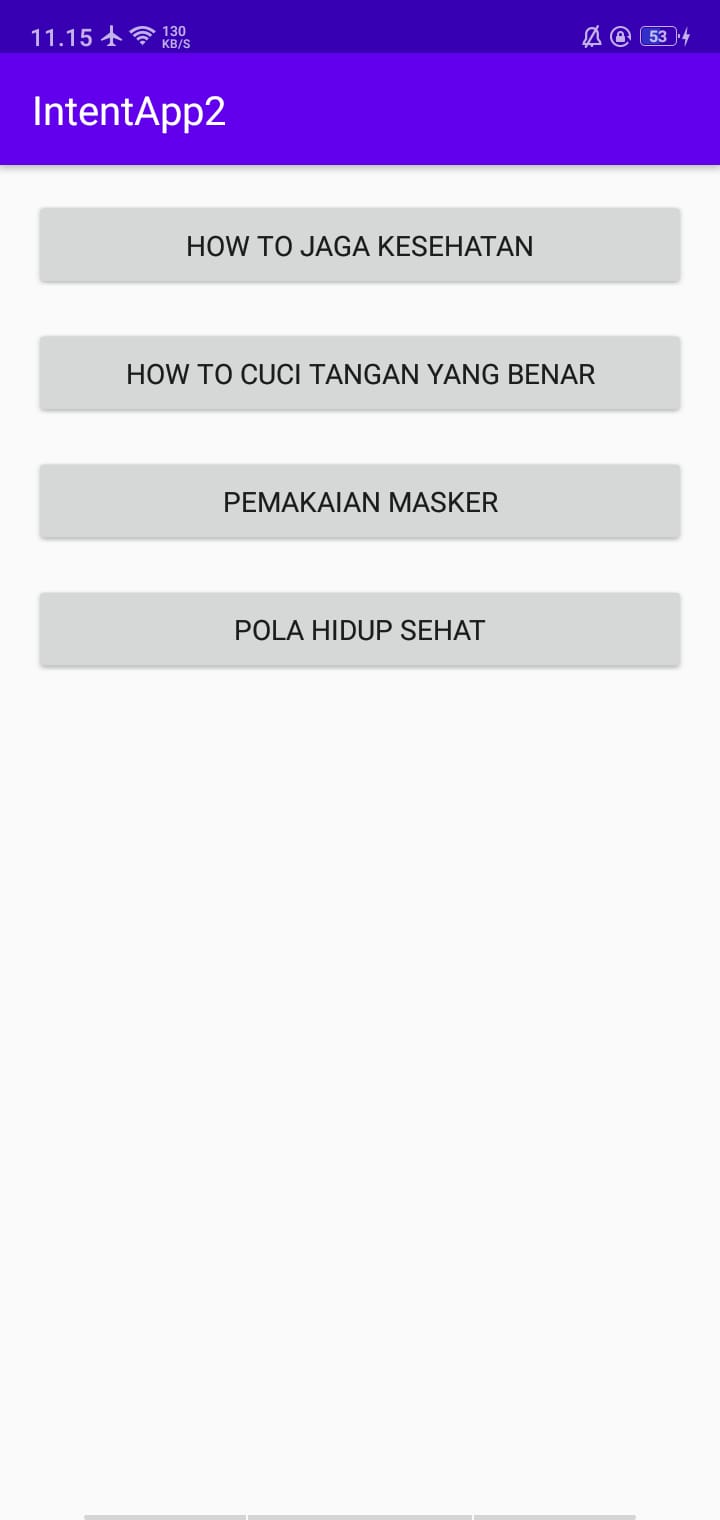 11.15 130
KB/S 53
IntentApp2
HOW TO JAGA KESEHATAN
HOW TO CUCI TANGAN YANG BENAR
PEMAKAIAN MASKER
POLA HIDUP SEHAT